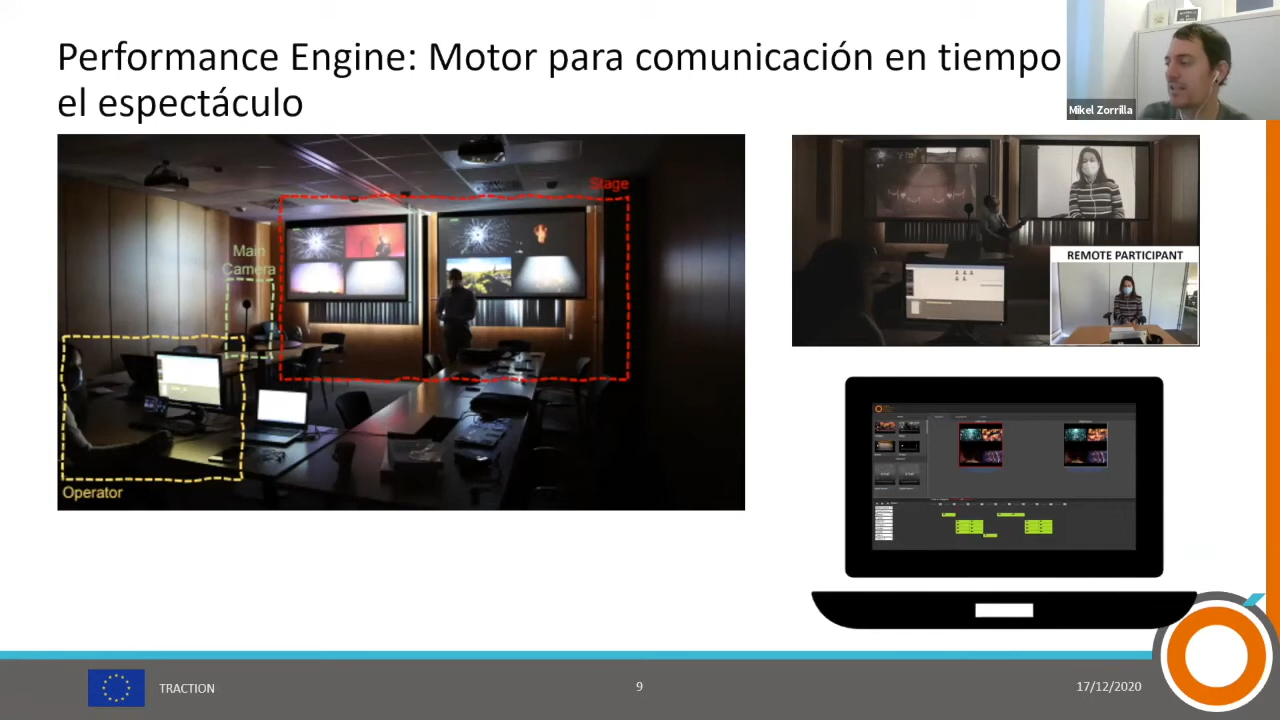 Performance Engine: Motor para comunicación en tiempo
el espectáculo
Mikel Zorrilla
Stage
Main
Camera
Operator
REMOTE PARTICIPANT
TRACTION
9
17/12/2020